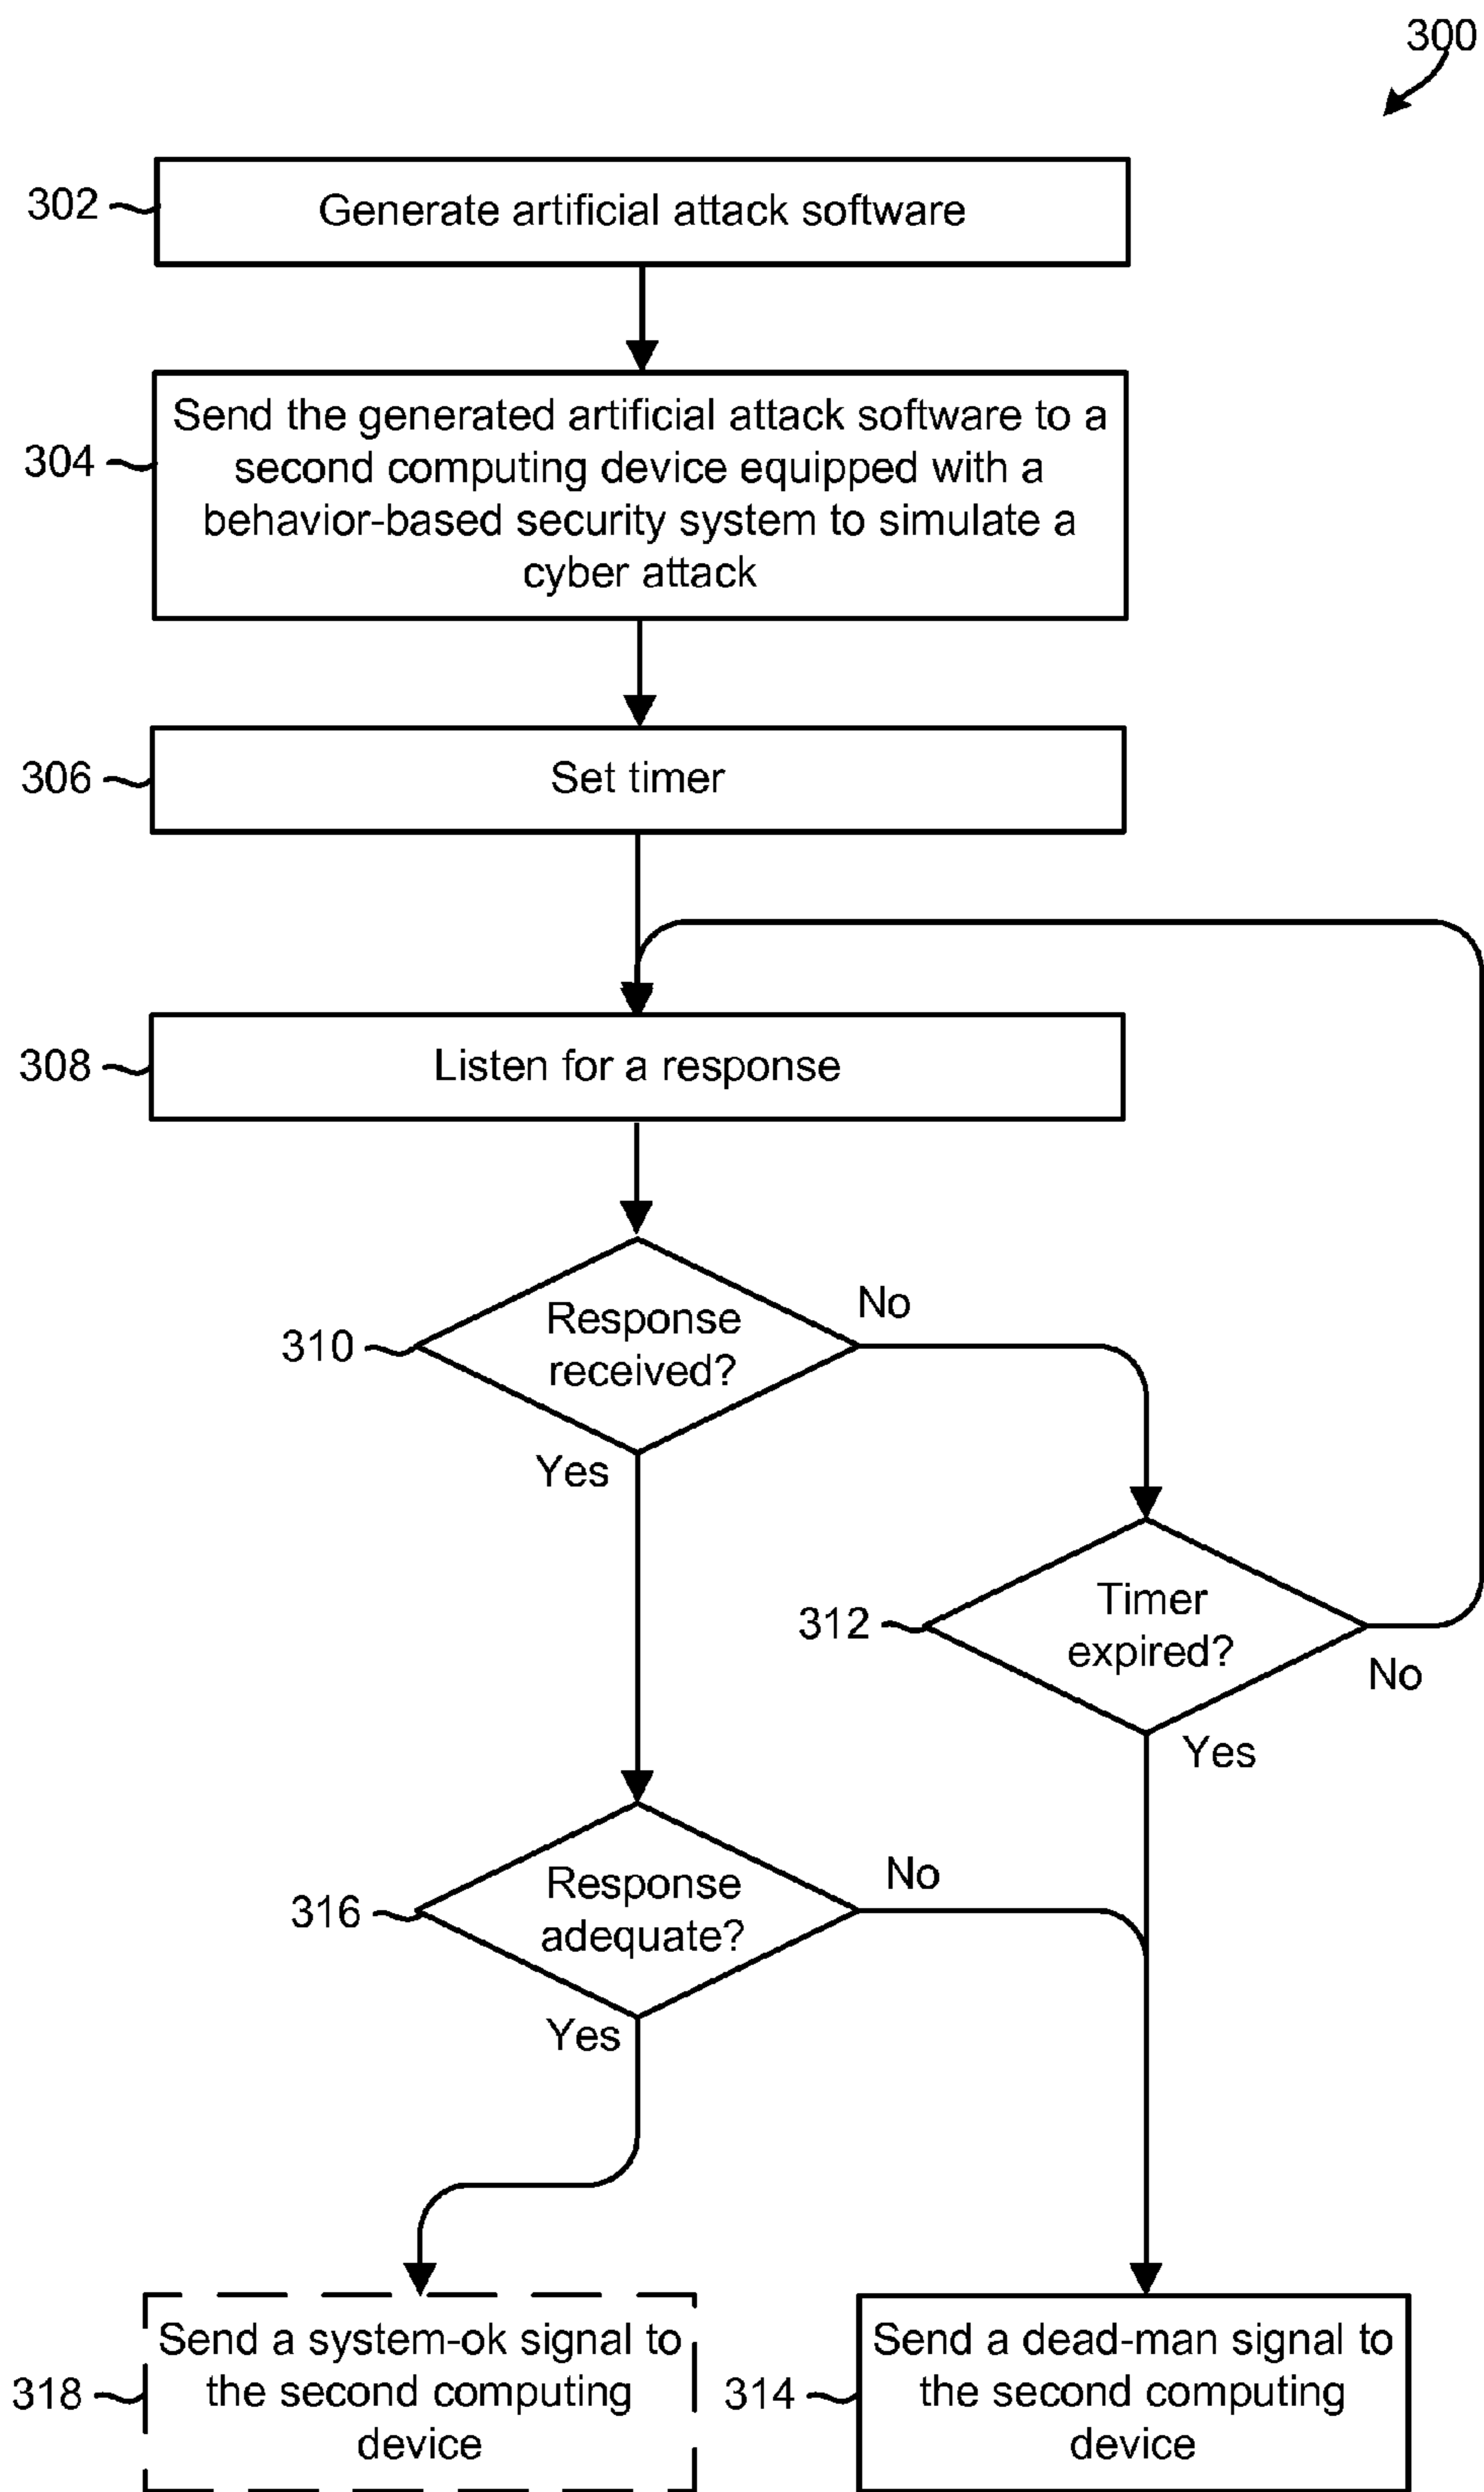 300
302
Generate artificial attack software
304
Send the generated artificial attack software to a
second computing device equipped with a
behavior-based security system to simulate a
cyber attack
306
Set timer
308
Listen for a response
310
Response
received?
No
Yes
312
Timer
expired?
No
Yes
316
Response
adequate?
No
Yes
318
Send a system-ok signal to
the second computing
device
314
Send a dead-man signal to
the second computing
device